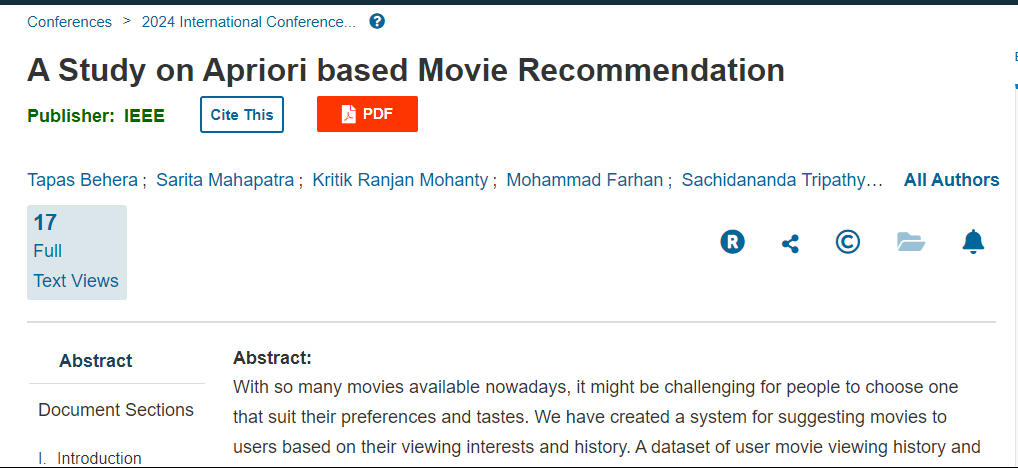 Conferences > 2024 International Conference... ?
A Study on Apriori based Movie Recommendation
Publisher: IEEE Cite This PDF
Tapas Behera ; Sarita Mahapatra ; Kritik Ranjan Mohanty ; Mohammad Farhan ; Sachidananda Tripathy… All Authors
17
Full
Text Views
R ©
Abstract
Document Sections
I. Introduction
Abstract:
With so many movies available nowadays, it might be challenging for people to choose one
that suit their preferences and tastes. We have created a system for suggesting movies to
users based on their viewing interests and history. A dataset of user movie viewing history and